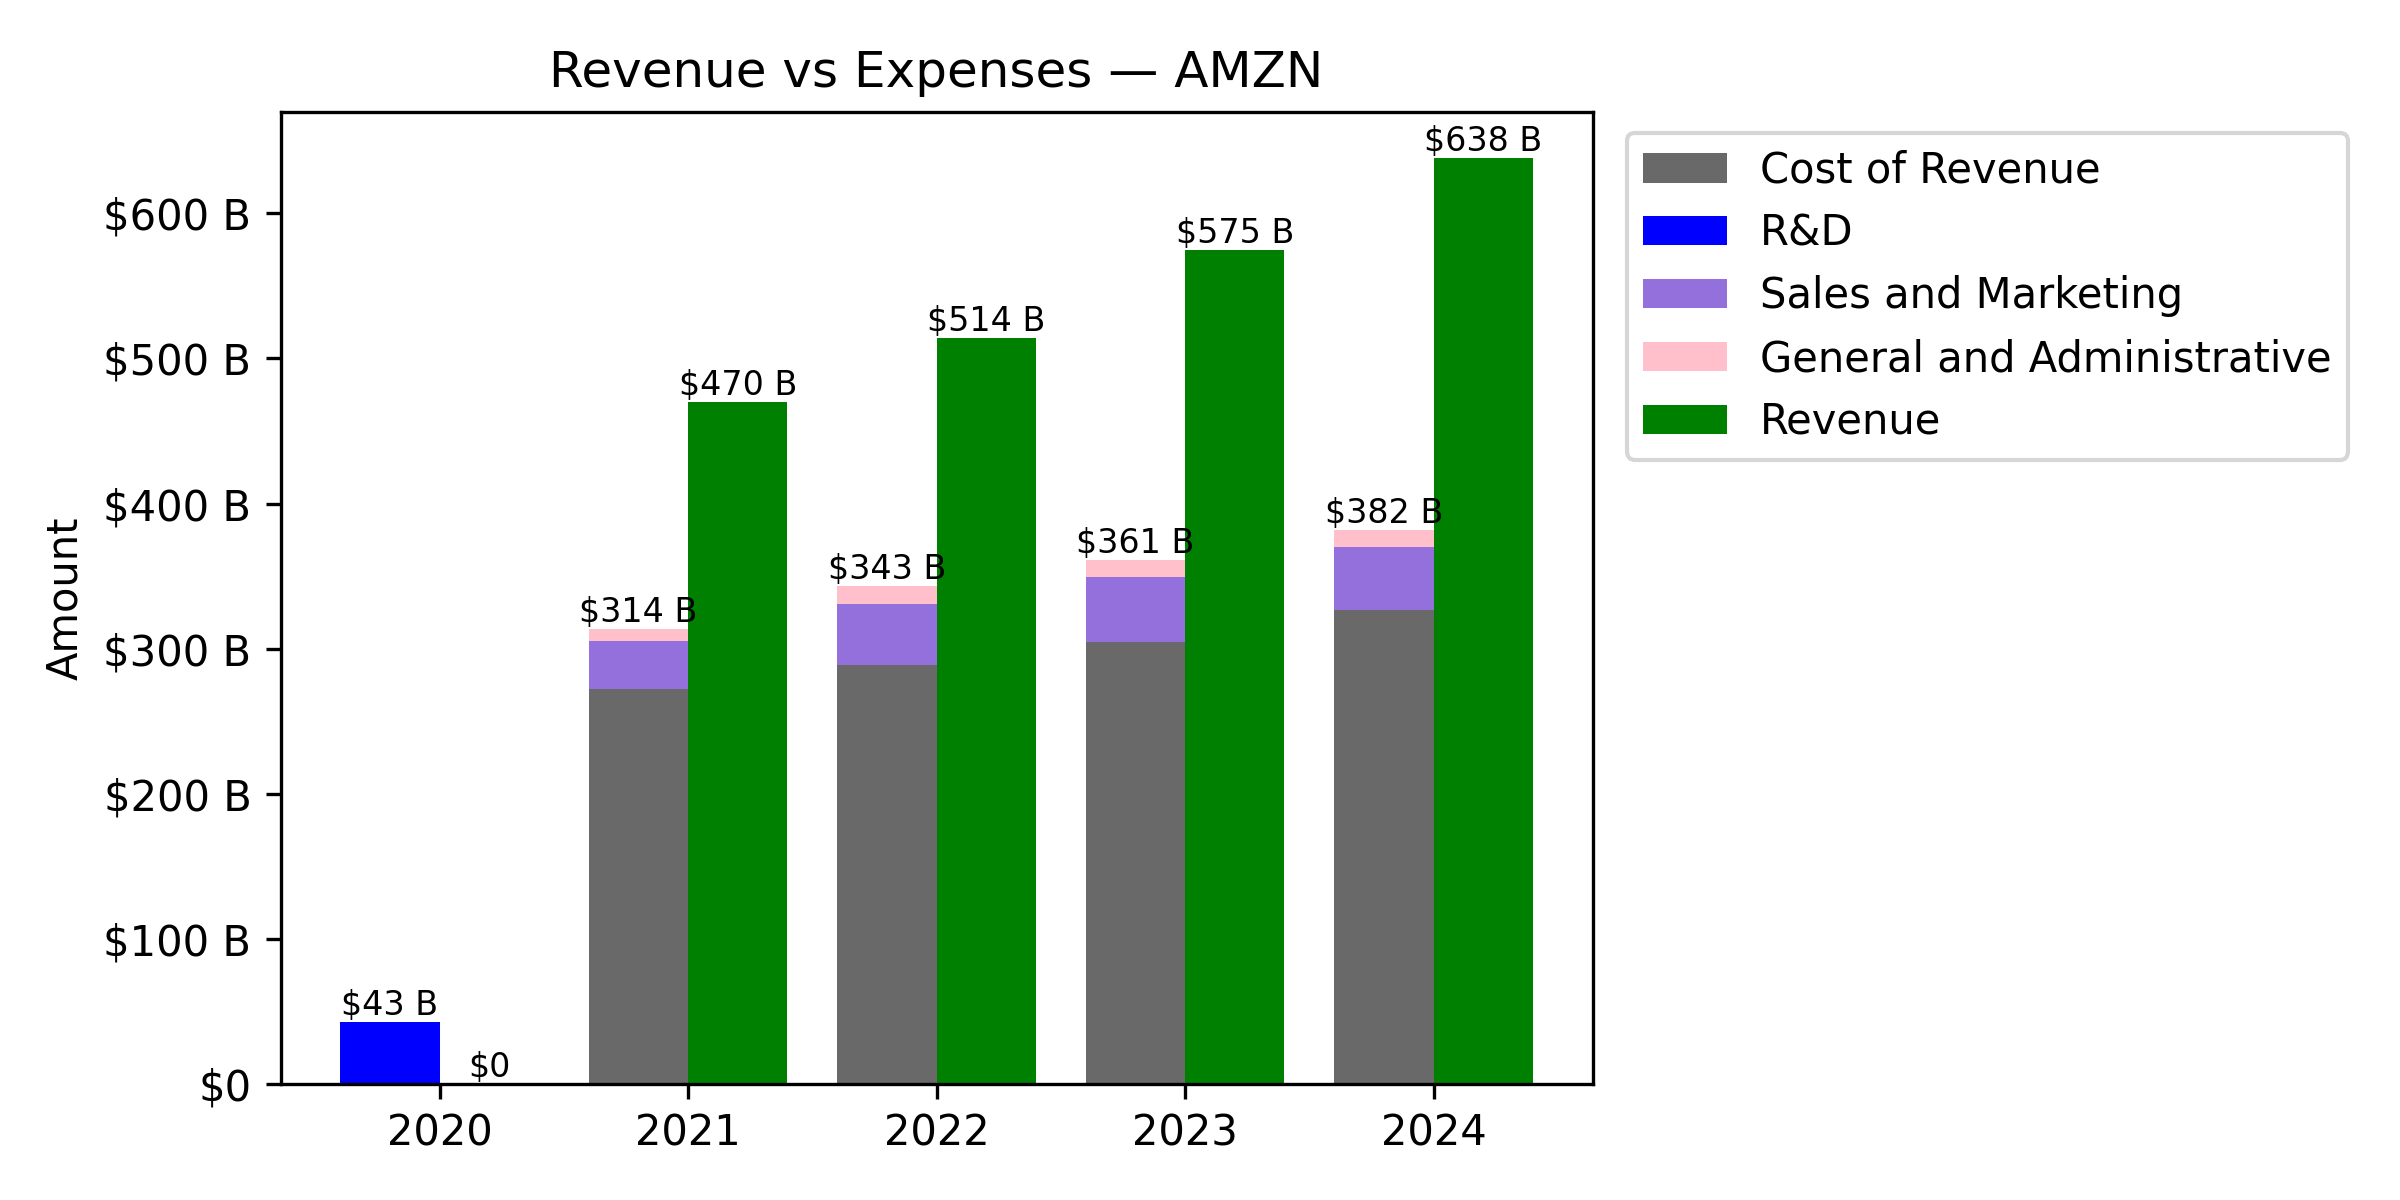 Revenue vs Expenses — AMZN
Amount
$600 B
$500 B
$400 B
$300 B
$200 B
$100 B
$0
$43 B
$0
$314 B
$470 B
$343 B
$514 B
$361 B
$575 B
$382 B
$638 B
2020
2021
2022
2023
2024
Cost of Revenue
R&D
Sales and Marketing
General and Administrative
Revenue